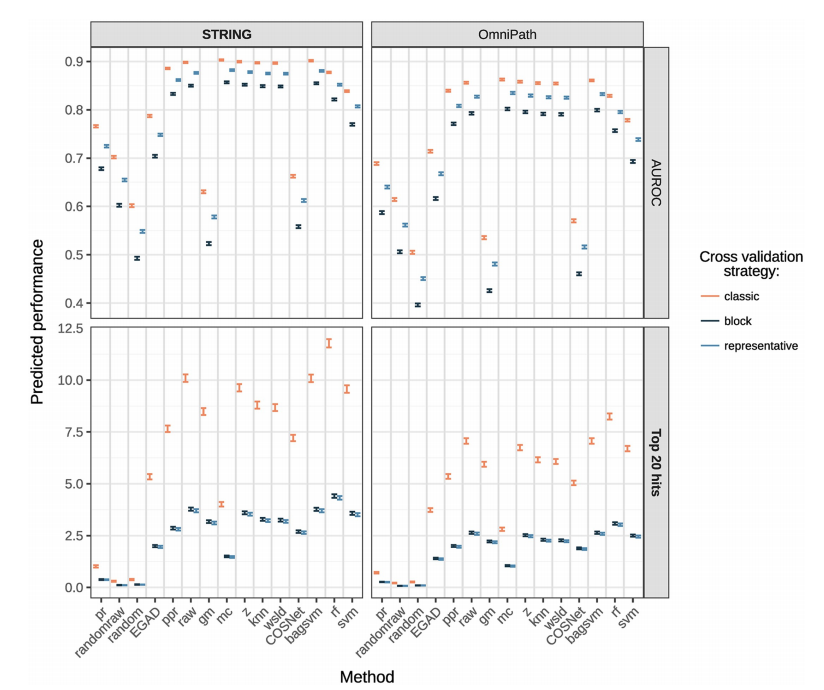 STRING
OmniPath
0.9
0.8
0.7
0.6
0.5
0.4
AUROC
12.5
10.0
7.5
5.0
2.5
0.0
Top 20 hits
Predicted performance
pr
randomraw
random
EGAD
ppr
raw
gm
mc
z
knn
wsld
COSNet
bagsvm
rf
svm
pr
randomraw
random
EGAD
ppr
raw
gm
mc
z
knn
wsld
COSNet
bagsvm
rf
svm
Method
Cross validation
strategy:
classic
block
representative